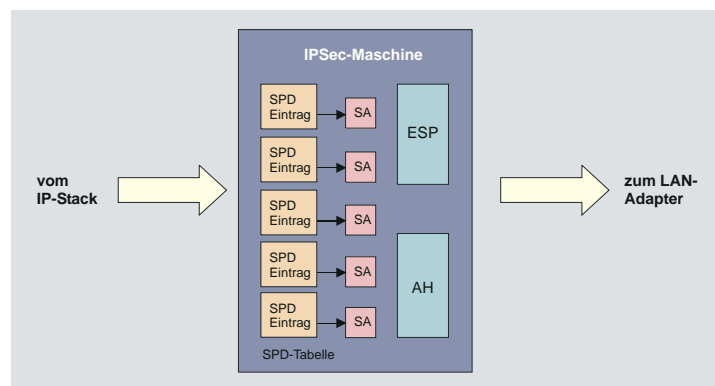 IPSec-Maschine
vom
IP-Stack
SPD
Eintrag
SA
SPD
Eintrag
SA
SPD
Eintrag
SA
SPD
Eintrag
SA
SPD
Eintrag
SA
SPD-Tabelle
ESP
AH
zum LAN-
Adapter